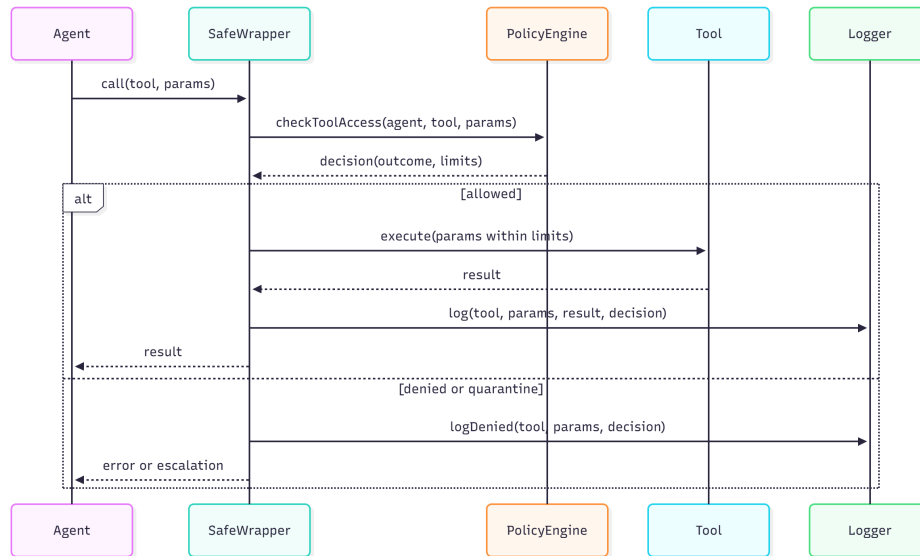 Agent SafeWrapper PolicyEngine Tool Logger
call(tool, params)
checkToolAccess(agent, tool, params)
decision(outcome, limits)
alt
[allowed]
execute(params within limits)
result
log(tool, params, result, decision)
result
[denied or quarantine]
logDenied(tool, params, decision)
error or escalation
Agent SafeWrapper PolicyEngine Tool Logger